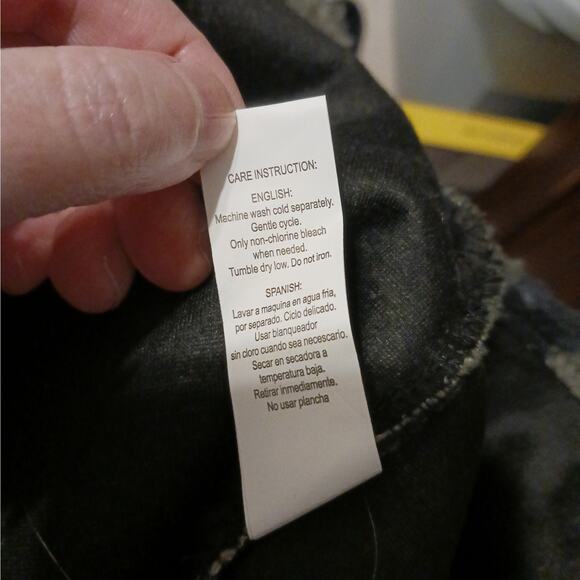 CARE INSTRUCTION:
ENGLISH:
Machine wash cold separately.
Gentle cycle.
Only non-chlorine bleach
when needed.
Tumble dry low. Do not iron.
SPANISH:
Lavar a maquina en agua fria,
por separado. Ciclo delicado.
Usar blanqueador
sin cloro cuando sea necesario.
Secar en secadora a
temperatura baja.
Retirar inmediamente.
No usar plancha